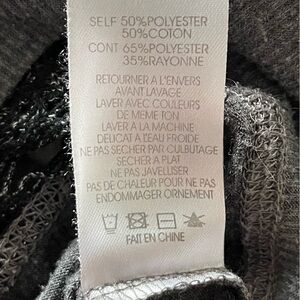 SELF 50%POLYESTER
50%COTON
CONT 65%POLYESTER
35%RAYONNE
RETOURNER A L'ENVERS
AVANT LAVAGE
LAVER AVEC COULEURS
DE MEME TON
LAVER A LA MACHINE
DELICAT A L'EAU FROIDE
NE PAS SECHER PAR CULBUTAGE
SECHER A PLAT
NE PAS JAVELLISER
PAS DE CHALEUR POUR NE PAS
ENDOMMAGER ORNEMENT
FAIT EN CHINE